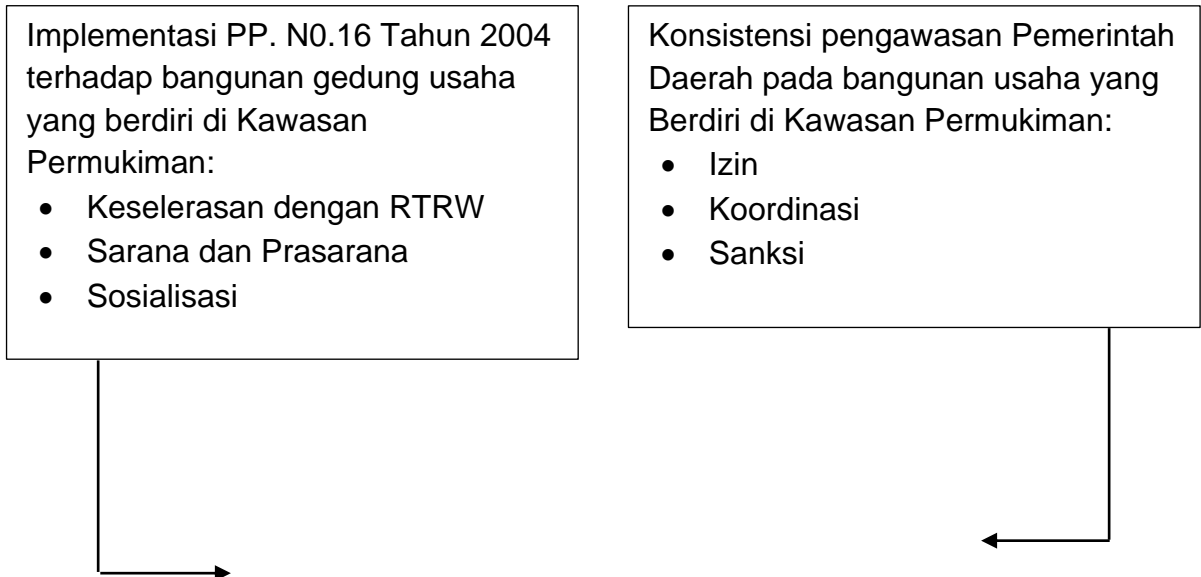 Implementasi PP. N0.16 Tahun 2004
terhadap bangunan gedung usaha
yang berdiri di Kawasan
Permukiman:
• Keselerasan dengan RTRW
• Sarana dan Prasarana
• Sosialisasi
Konsistensi pengawasan Pemerintah
Daerah pada bangunan usaha yang
Berdiri di Kawasan Permukiman:
• Izin
• Koordinasi
• Sanksi